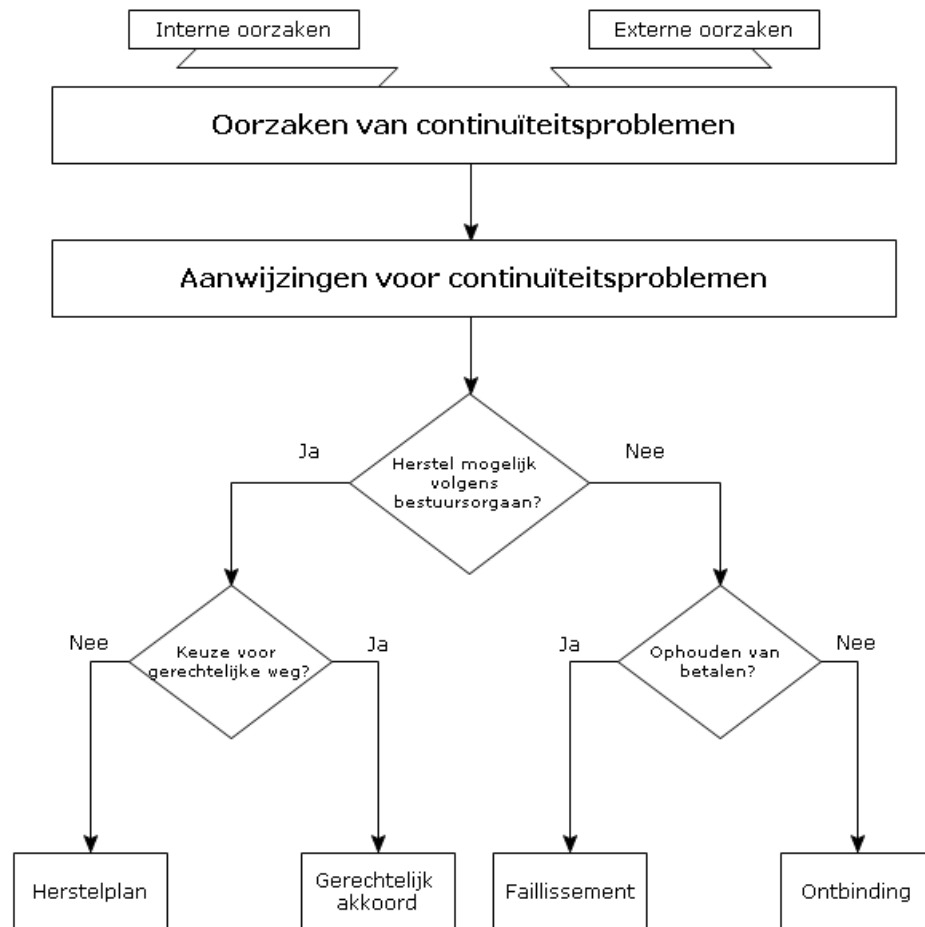 Interne oorzaken
Externe oorzaken
Oorzaken van continuïteitsproblemen
Aanwijzingen voor continuïteitsproblemen
Ja
Nee
Herstel mogelijk
volgens
bestuursorgaan?
Nee
Keuze voor
gerechtelijke weg?
Ja
Ja
Ophouden van
betalen?
Nee
Herstelplan
Gerechtelijk
akkoord
Faillissement
Ontbinding